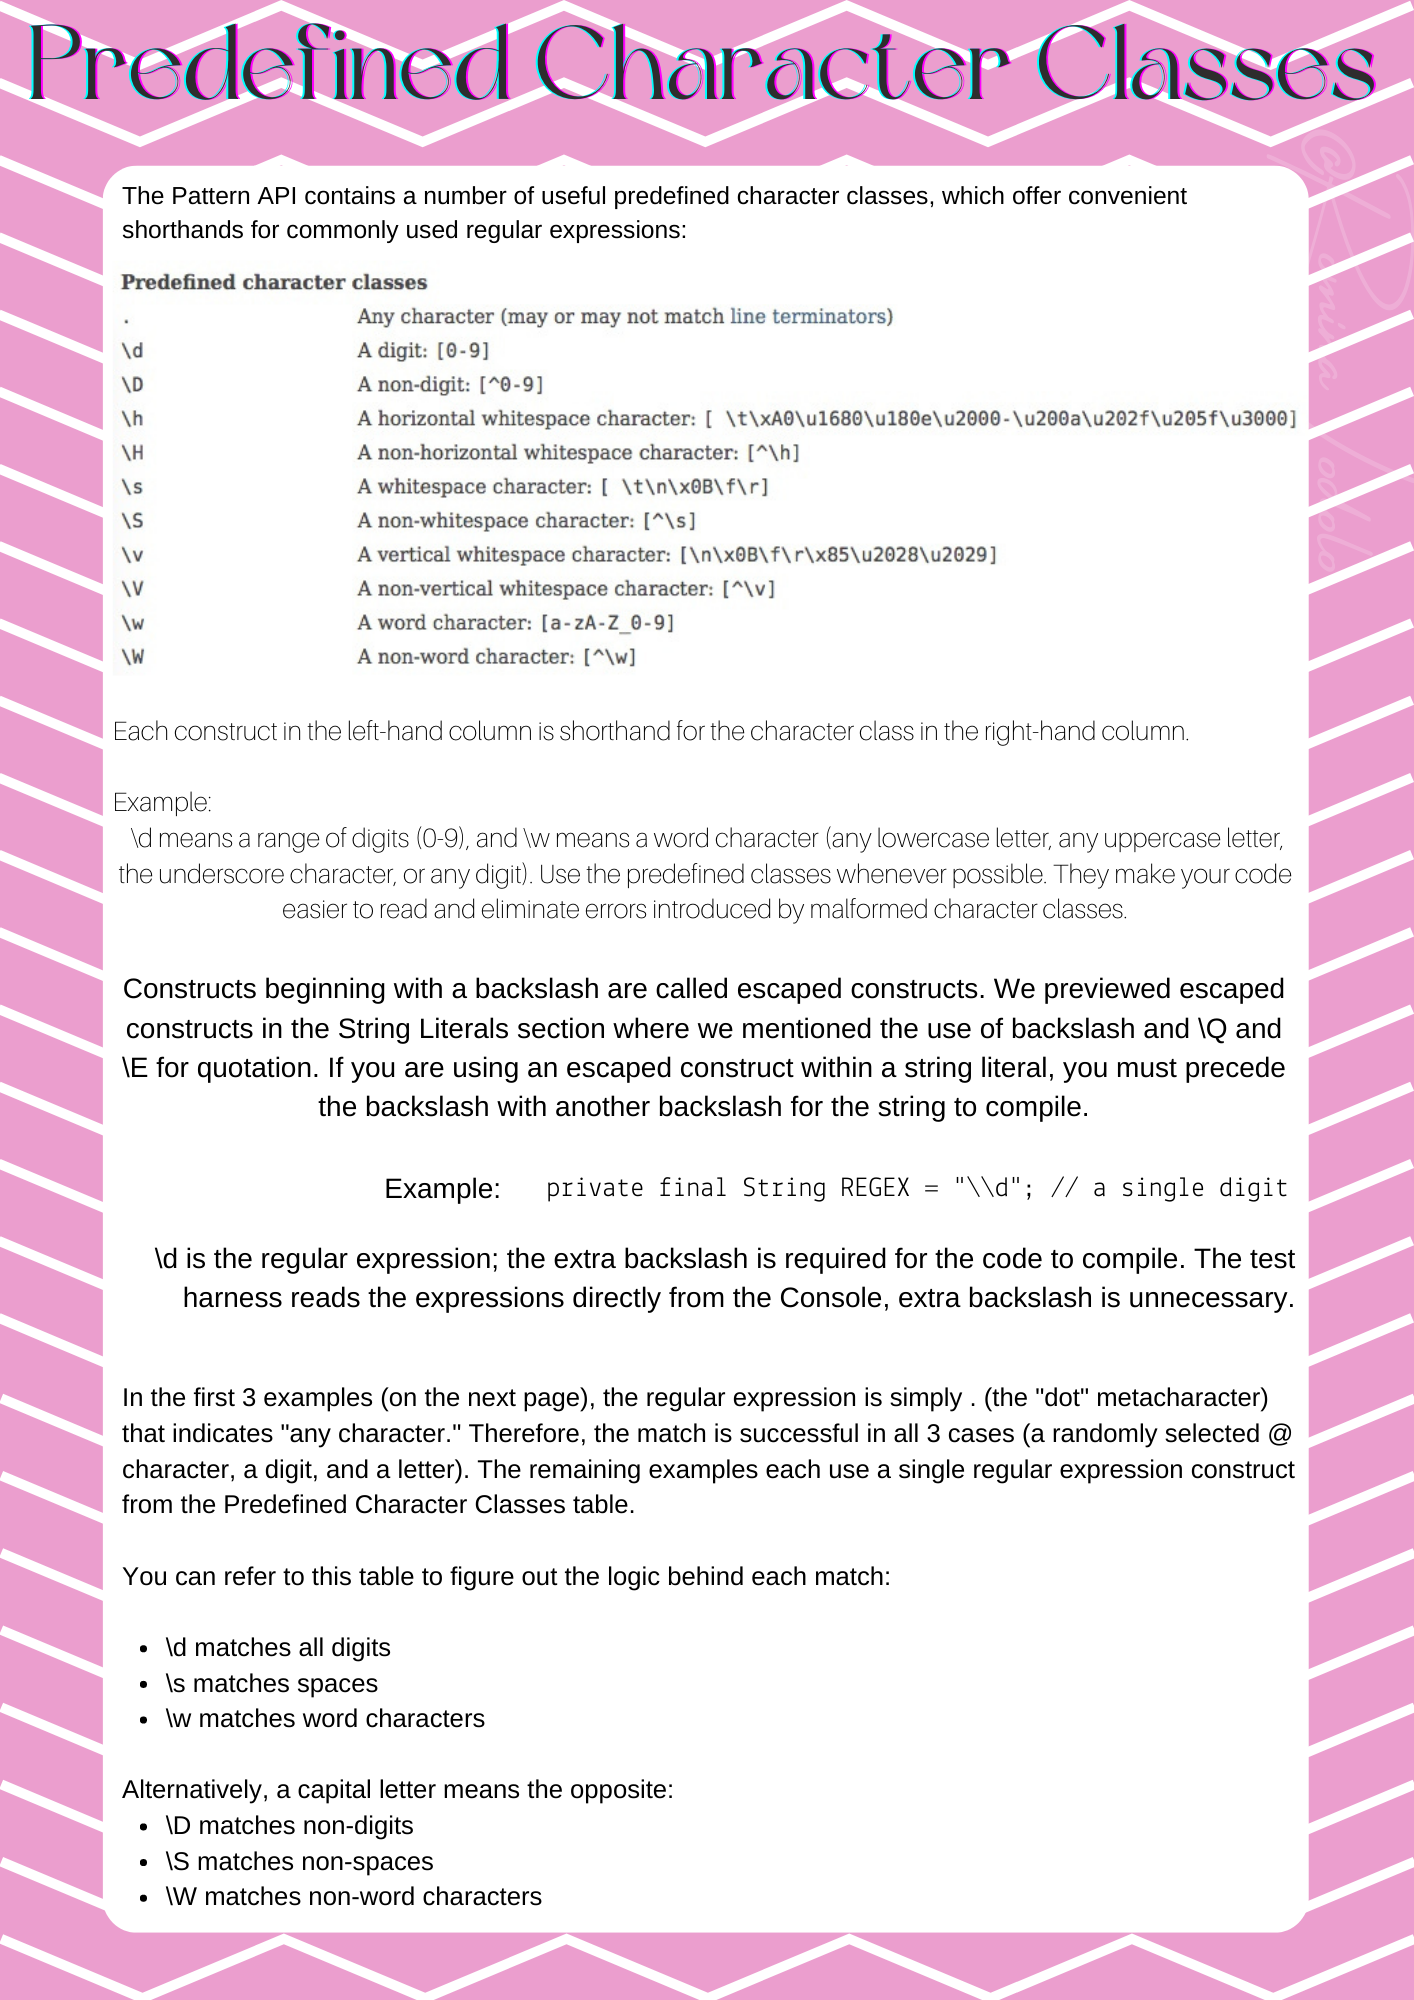 Predefined Character Classes
The Pattern API contains a number of useful predefined character classes, which offer convenient
shorthands for commonly used regular expressions:
Predefined character classes
. Any character (may or may not match line terminators)
\d A digit: [0-9]
\D A non-digit: [^0-9]
\h A horizontal whitespace character: [ \t\xA0\u1680\u180e\u2000-\u200a\u202f\u205f\u3000]
\H A non-horizontal whitespace character: [^\h]
\s A whitespace character: [ \t\n\x0B\f\r]
\S A non-whitespace character: [^\s]
\v A vertical whitespace character: [\n\x0B\f\r\x85\u2028\u2029]
\V A non-vertical whitespace character: [^\v]
\w A word character: [a-zA-Z_0-9]
\W A non-word character: [^\w]
Each construct in the left-hand column is shorthand for the character class in the right-hand column.
Example:
\d means a range of digits (0-9), and \w means a word character (any lowercase letter, any uppercase letter,
the underscore character, or any digit). Use the predefined classes whenever possible. They make your code
easier to read and eliminate errors introduced by malformed character classes.
Constructs beginning with a backslash are called escaped constructs. We previewed escaped
constructs in the String Literals section where we mentioned the use of backslash and \Q and
\E for quotation. If you are using an escaped construct within a string literal, you must precede
the backslash with another backslash for the string to compile.
Example: private final String REGEX = "\\d"; // a single digit
\d is the regular expression; the extra backslash is required for the code to compile. The test
harness reads the expressions directly from the Console, extra backslash is unnecessary.
In the first 3 examples (on the next page), the regular expression is simply . (the "dot" metacharacter)
that indicates "any character." Therefore, the match is successful in all 3 cases (a randomly selected @
character, a digit, and a letter). The remaining examples each use a single regular expression construct
from the Predefined Character Classes table.
You can refer to this table to figure out the logic behind each match:
• \d matches all digits
• \s matches spaces
• \w matches word characters
Alternatively, a capital letter means the opposite:
• \D matches non-digits
• \S matches non-spaces
• \W matches non-word characters